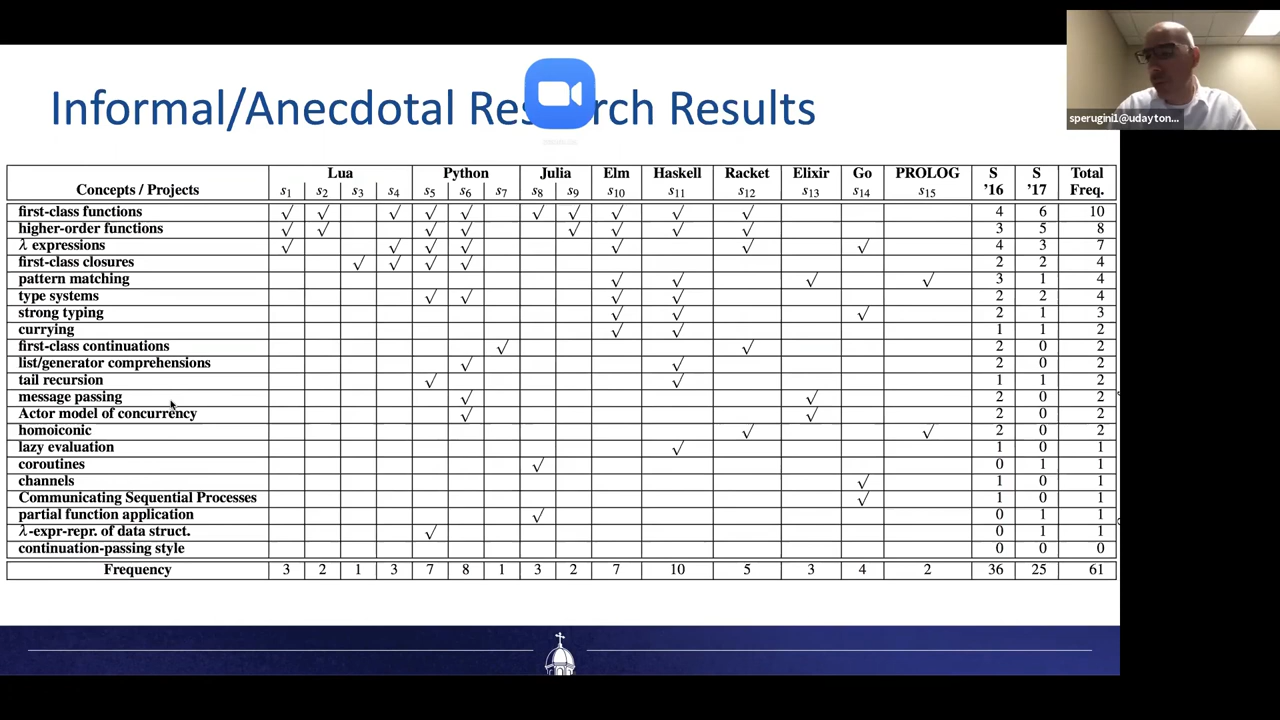 Informal/Anecdotal Res rch Results
sperugini1@udayton...
Lua Python Julia Elm Haskell Racket Elixir Go PROLOG S S Total
Concepts / Projects s1 s2 s3 s4 s5 s6 s7 s8 s9 s10 s11 s12 s13 s14 s15 '16 '17 Freq.
first-class functions √ √ √ √ √ √ √ √ √ √ 4 6 10
higher-order functions √ √ √ √ √ √ √ √ 3 5 8
λ expressions √ √ √ √ √ √ √ 4 3 7
first-class closures √ √ √ √ 2 2 4
pattern matching √ √ √ √ 3 1 4
type systems √ √ √ √ 2 2 4
strong typing √ √ √ 2 1 3
currying √ √ 1 1 2
first-class continuations √ √ 2 0 2
list/generator comprehensions √ √ 2 0 2
tail recursion √ √ 1 1 2
message passing √ √ 2 0 2
Actor model of concurrency √ √ 2 0 2
homoiconic √ √ 2 0 2
lazy evaluation √ 1 0 1
coroutines √ 0 1 1
channels √ 1 0 1
Communicating Sequential Processes √ 1 0 1
partial function application √ 0 1 1
λ-expr-repr. of data struct. √ 0 1 1
continuation-passing style 0 0 0
Frequency 3 2 1 3 7 8 1 3 2 7 10 5 3 4 2 36 25 61